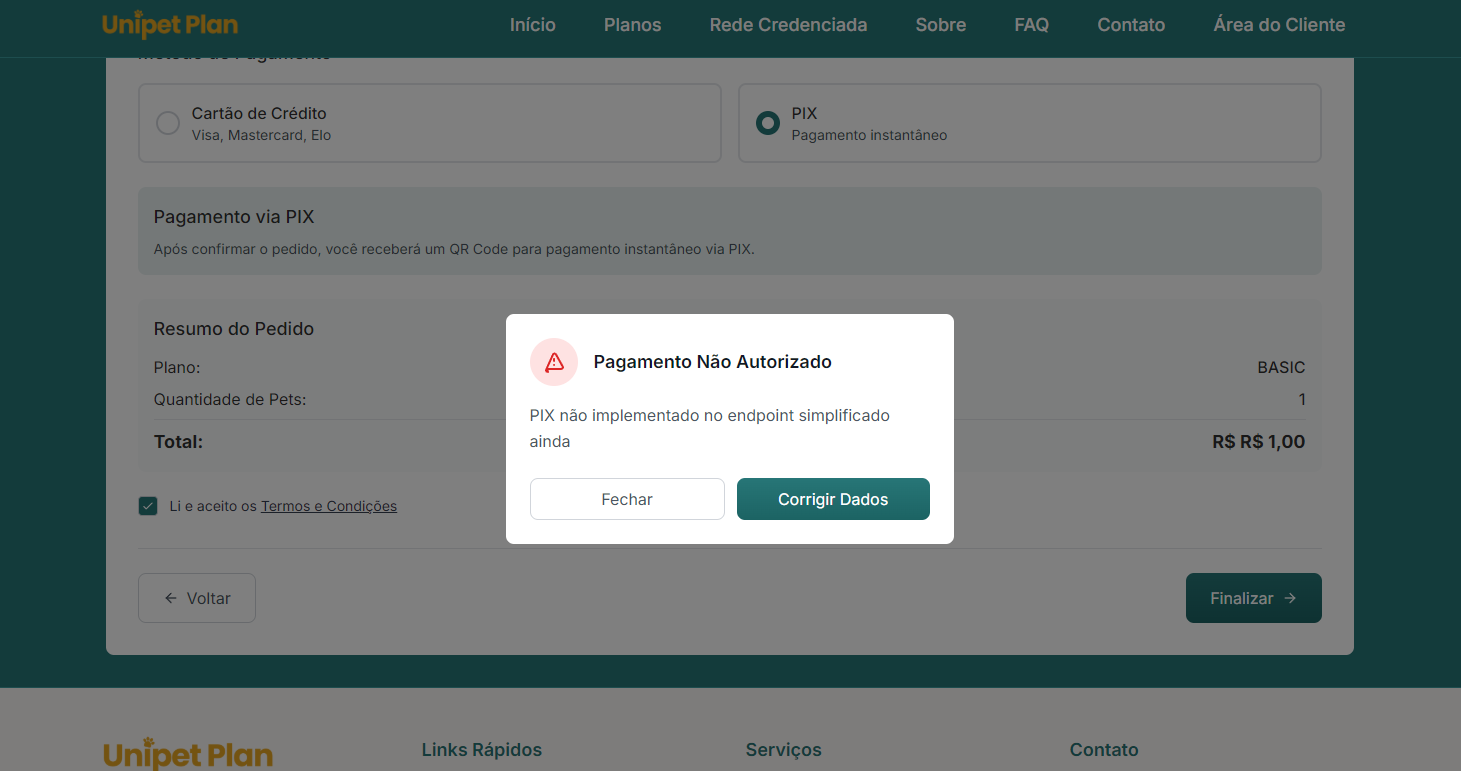 Unipet Plan
Início
Planos
Rede Credenciada
Sobre
FAQ
Contato
Área do Cliente
Método de Pagamento
Cartão de Crédito
Visa, Mastercard, Elo
PIX
Pagamento instantâneo
Pagamento via PIX
Após confirmar o pedido, você receberá um QR Code para pagamento instantâneo via PIX.
Resumo do Pedido
Plano:
BASIC
Quantidade de Pets:
1
Total:
R$ R$ 1,00
Pagamento Não Autorizado
PIX não implementado no endpoint simplificado
ainda
Fechar
Corrigir Dados
Li e aceito os Termos e Condições
Voltar
Finalizar
Unipet Plan
Links Rápidos
Serviços
Contato